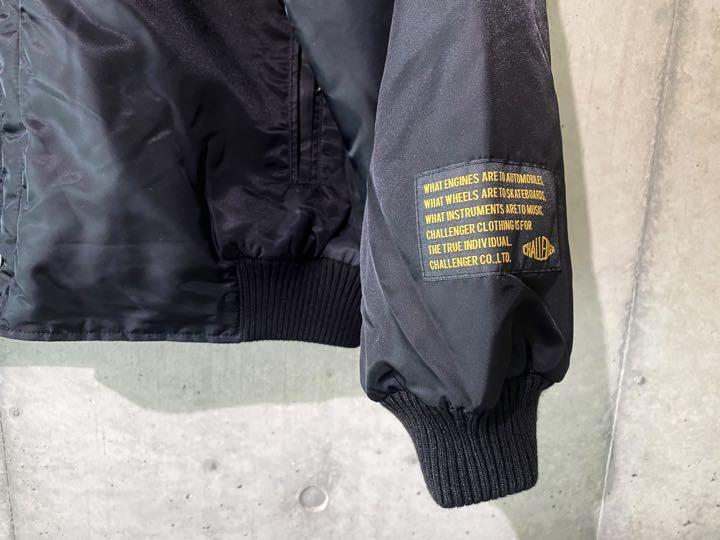 WHAT ENGINES ARE TO AUTOMOBILES,
WHAT WHEELS ARE TO SKATEBOARDS,
WHAT INSTRUMENTS ARE TO MUSIC,
CHALLENGER CLOTHING IS FOR
THE TRUE INDIVIDUAL.
CHALLENGER CO.,LTD.
CHALLENGER